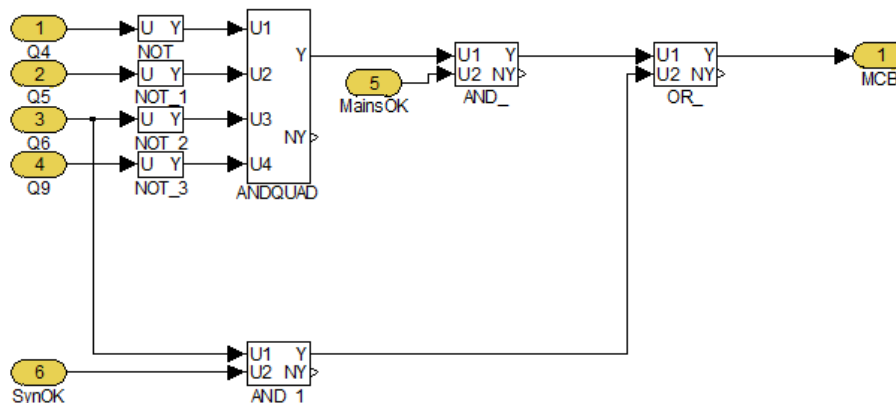 1
Q4
U Y
NOT
2
Q5
U Y
NOT_1
3
Q6
U Y
NOT_2
4
Q9
U Y
NOT_3
U1
Y
U2
U3
NY
U4
ANDQUAD
5
MainsOK
U1 Y
U2 NY
AND_
U1 Y
U2 NY
OR_
1
MCB
6
SynOK
U1 Y
U2 NY
AND_1